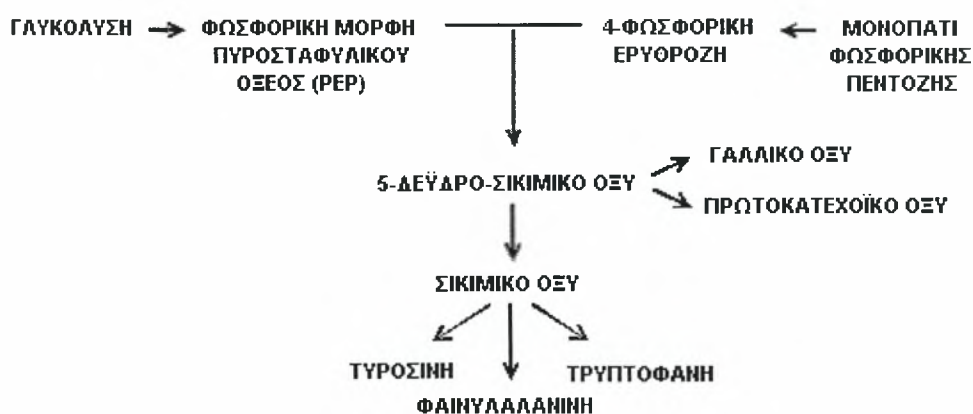 ΓΛΥΚΟΛΥΣΗ
ΦΩΣΦΟΡΙΚΗ ΜΟΡΦΗ
ΠΥΡΟΣΤΑΦΥΛΙΚΟΥ
ΟΞΕΟΣ (PEP)
4-ΦΩΣΦΟΡΙΚΗ
ΕΡΥΘΡΟΖΗ
ΜΟΝΟΠΑΤΙ
ΦΩΣΦΟΡΙΚΗΣ
ΠΕΝΤΟΖΗΣ
5-ΔΕΫΔΡΟ-ΣΙΚΙΜΙΚΟ ΟΞΥ
ΓΑΛΛΙΚΟ ΟΞΥ
ΠΡΩΤΟΚΑΤΕΧΟΪΚΟ ΟΞΥ
ΣΙΚΙΜΙΚΟ ΟΞΥ
ΤΥΡΟΣΙΝΗ
ΤΡΥΠΤΟΦΑΝΗ
ΦΑΙΝΥΛΑΛΑΝΙΝΗ